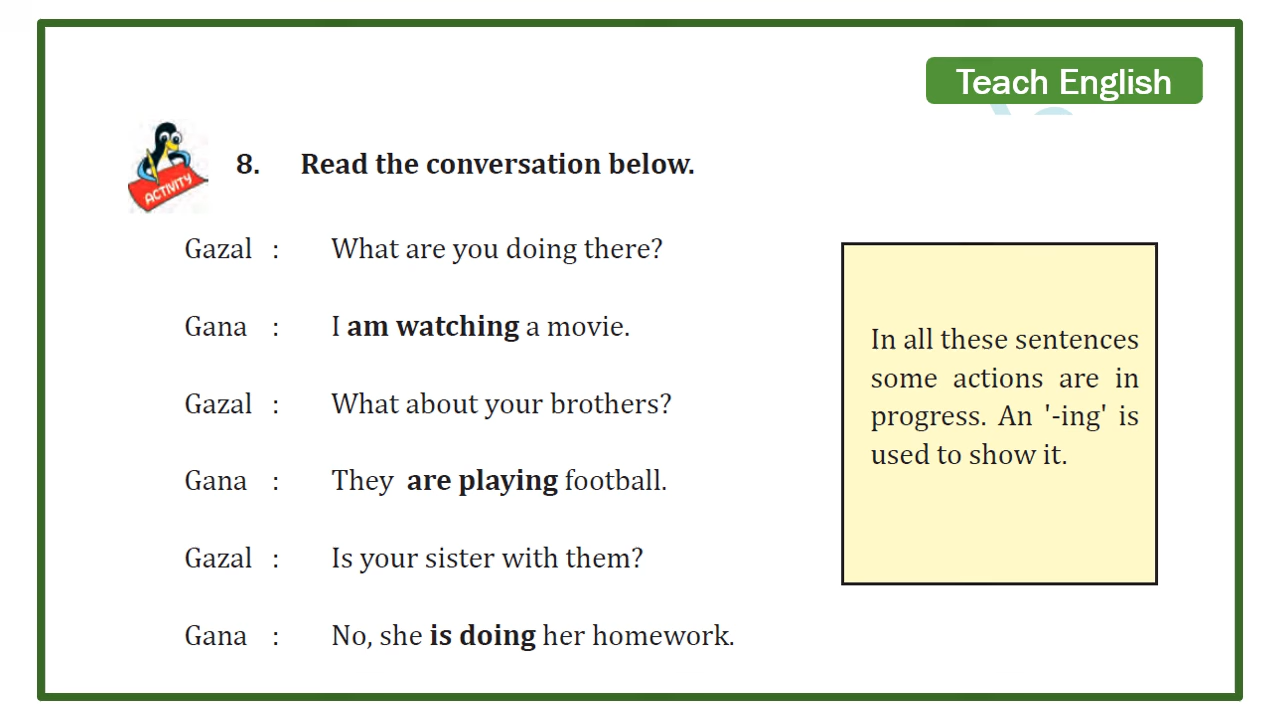 Teach English
ACTIVITY
8. Read the conversation below.
Gazal : What are you doing there?
Gana : I am watching a movie.
Gazal : What about your brothers?
Gana : They are playing football.
Gazal : Is your sister with them?
Gana : No, she is doing her homework.
In all these sentences
some actions are in
progress. An '-ing' is
used to show it.